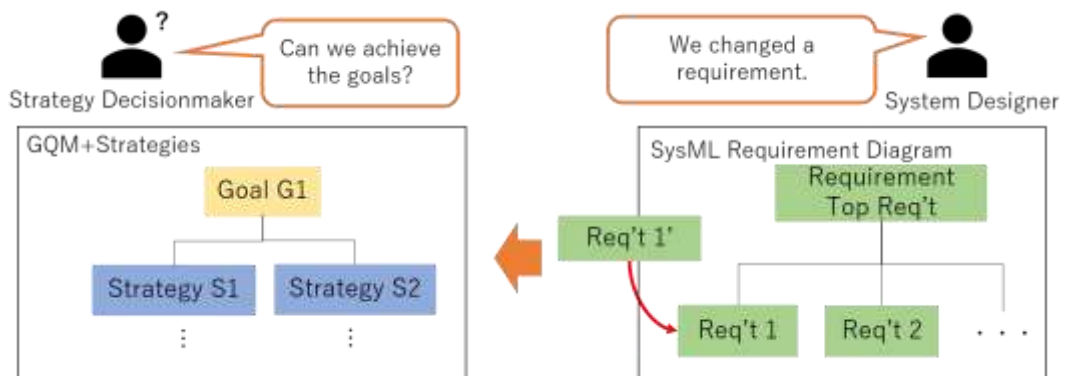 ?
Can we achieve
the goals?
Strategy Decisionmaker
We changed a
requirement.
System Designer
GQM+Strategies
Goal G1
Strategy S1
Strategy S2
⋮
⋮
SysML Requirement Diagram
Requirement
Top Req't
Req't 1'
Req't 1
Req't 2
· · ·